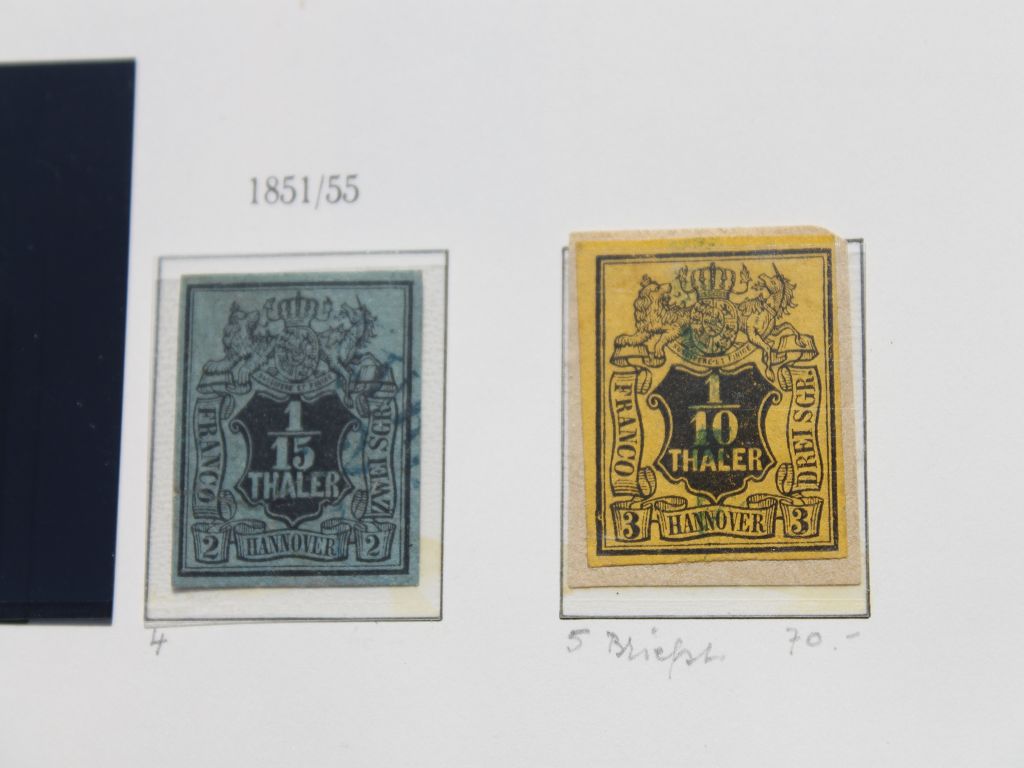 1851/55
FRANCO
1
15
THALER
ZWEI SGR.
2 HANNOVER 2
4
FRANCO
1
10
THALER
DREI SGR.
3 HANNOVER 3
5 Briefst. 70.-